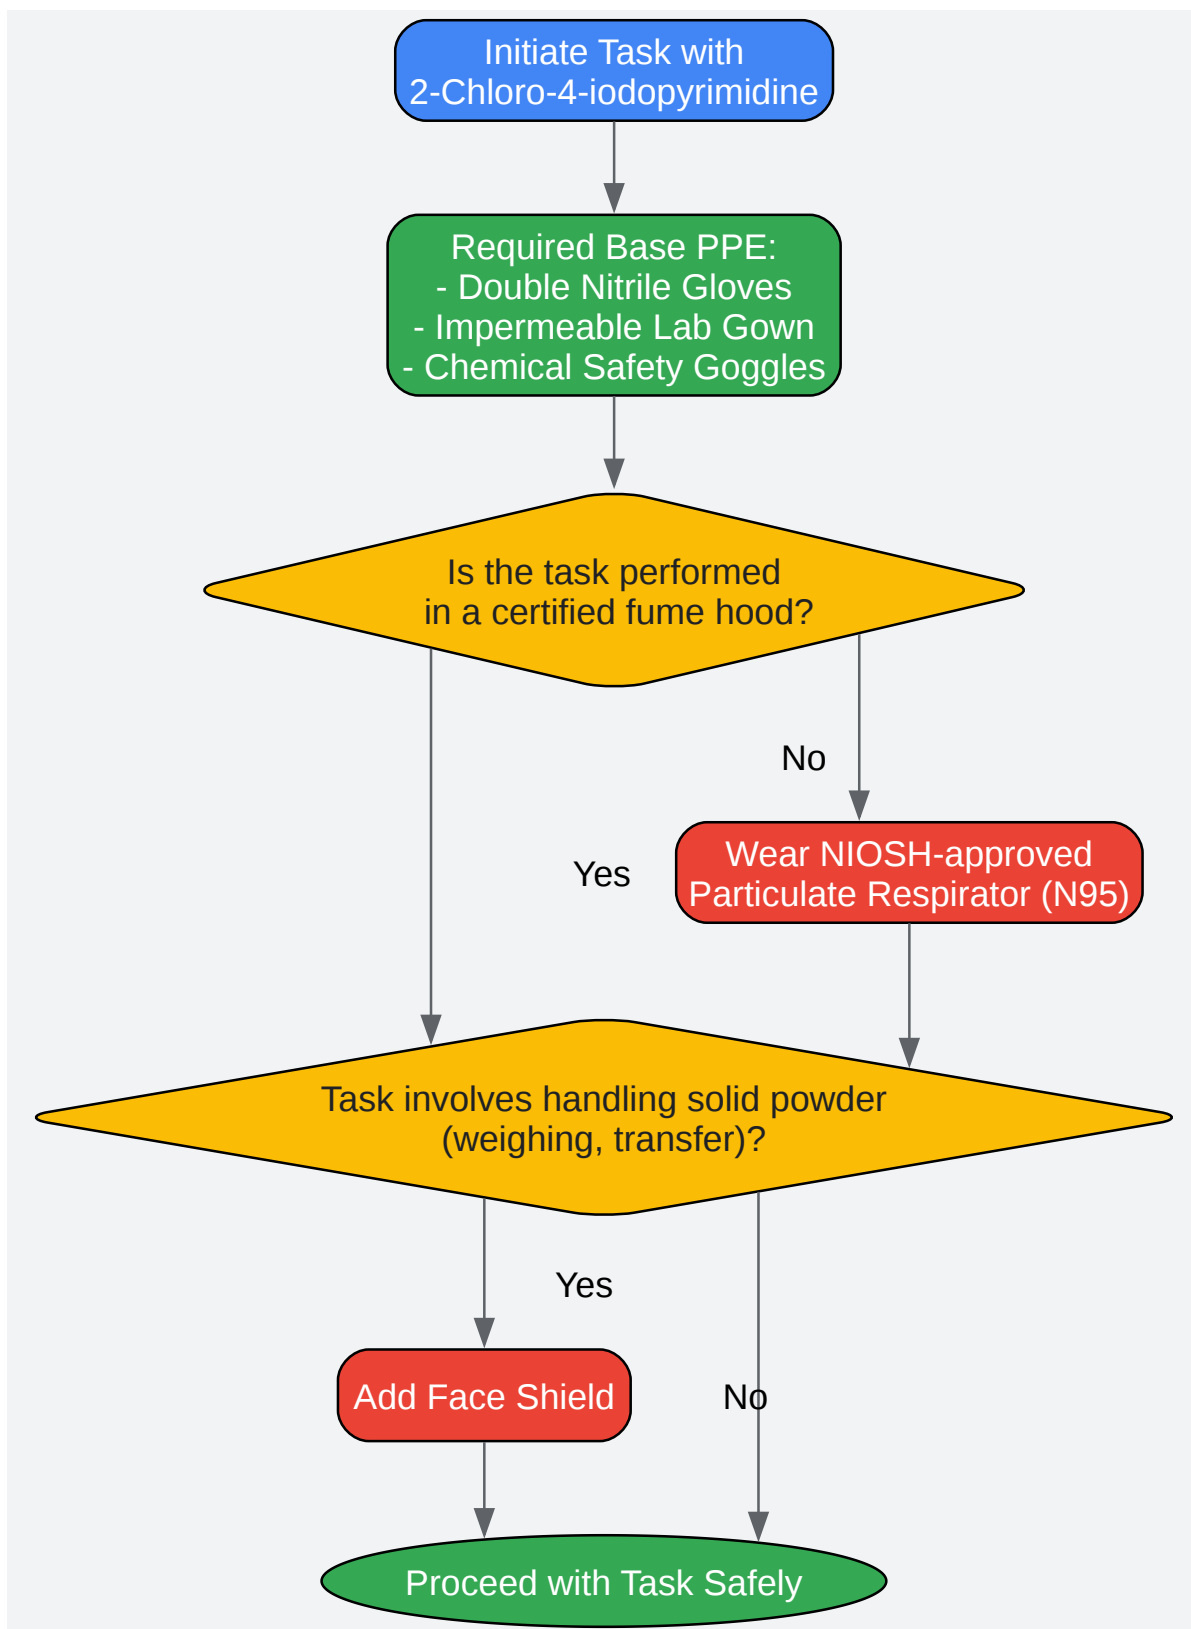 Initiate Task with
2-Chloro-4-iodopyrimidine
Required Base PPE:
- Double Nitrile Gloves
- Impermeable Lab Gown
- Chemical Safety Goggles
Is the task performed
in a certified fume hood?
No
Wear NIOSH-approved
Particulate Respirator (N95)
Yes
Task involves handling solid powder
(weighing, transfer)?
Yes
Add Face Shield
No
Proceed with Task Safely